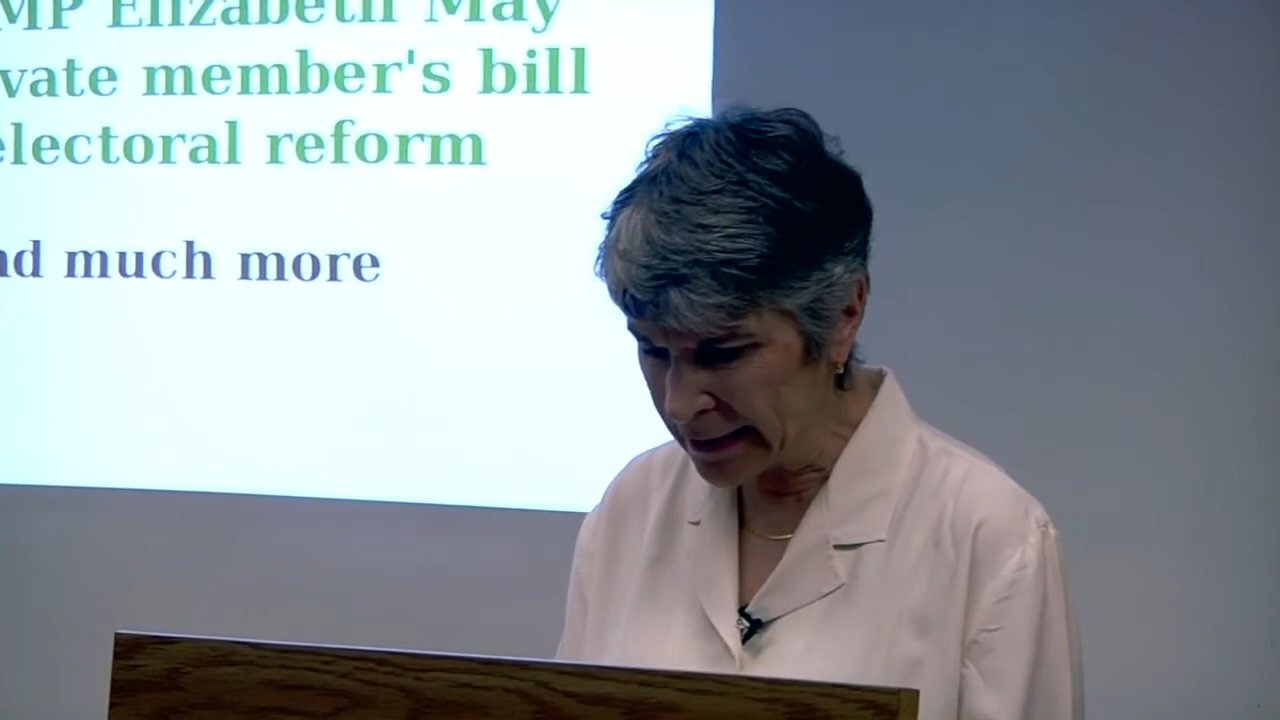 MP Elizabeth May
vate member's bill
electoral reform
nd much more